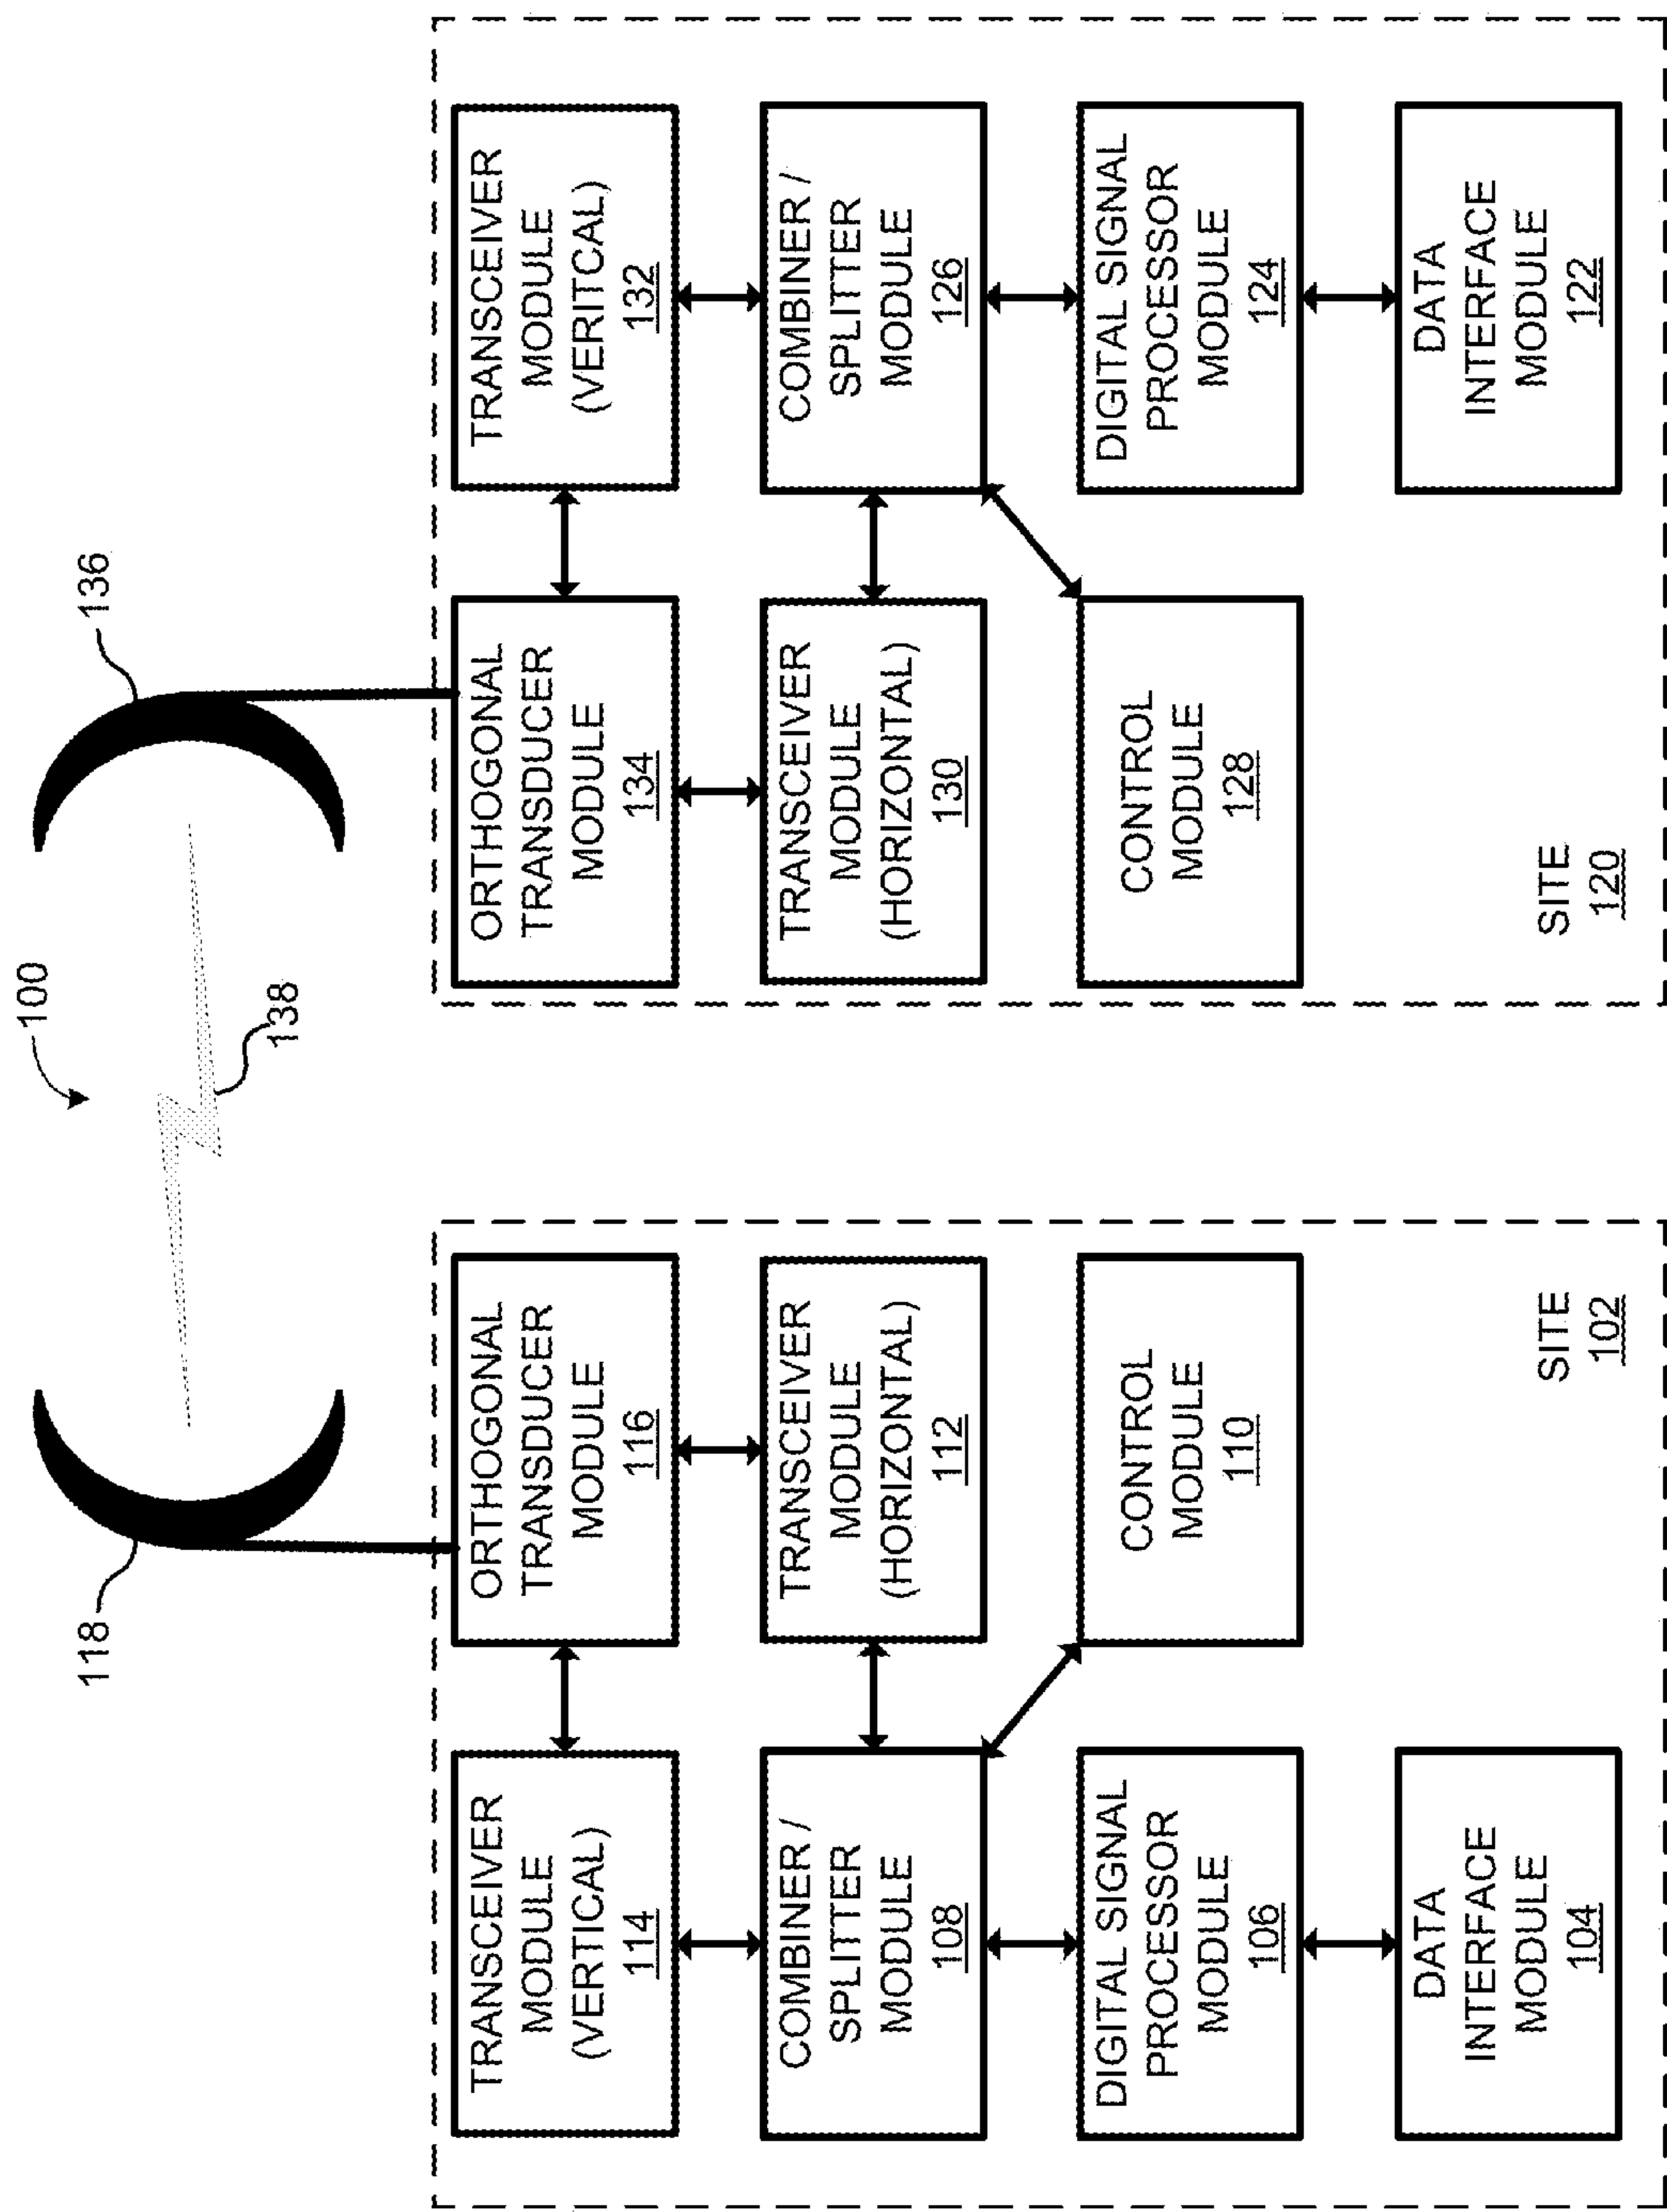 100
118
136
138
TRANSCEIVER
MODULE
(VERTICAL)
114
ORTHOGONAL
TRANSDUCER
MODULE
116
COMBINER /
SPLITTER
MODULE
108
TRANSCEIVER
MODULE
(HORIZONTAL)
112
DIGITAL SIGNAL
PROCESSOR
MODULE
106
CONTROL
MODULE
110
DATA
INTERFACE
MODULE
104
SITE
102
ORTHOGONAL
TRANSDUCER
MODULE
134
TRANSCEIVER
MODULE
(VERITCAL)
132
TRANSCEIVER
MODULE
(HORIZONTAL)
130
COMBINER /
SPLITTER
MODULE
126
CONTROL
MODULE
128
DIGITAL SIGNAL
PROCESSOR
MODULE
124
SITE
120
DATA
INTERFACE
MODULE
122